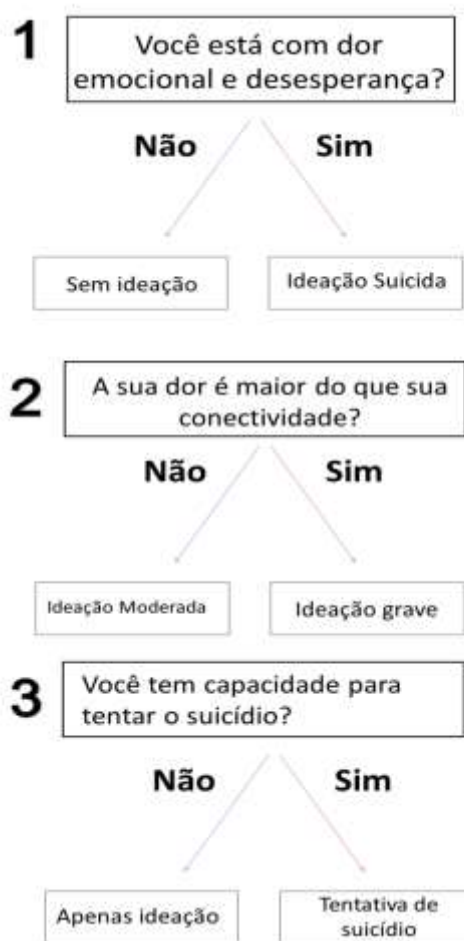 1
Você está com dor
emocional e desesperança?
Não Sim
Sem ideação Ideação Suicida
2
A sua dor é maior do que sua
conectividade?
Não Sim
Ideação Moderada Ideação grave
3
Você tem capacidade para
tentar o suicídio?
Não Sim
Apenas ideação Tentativa de
suicídio